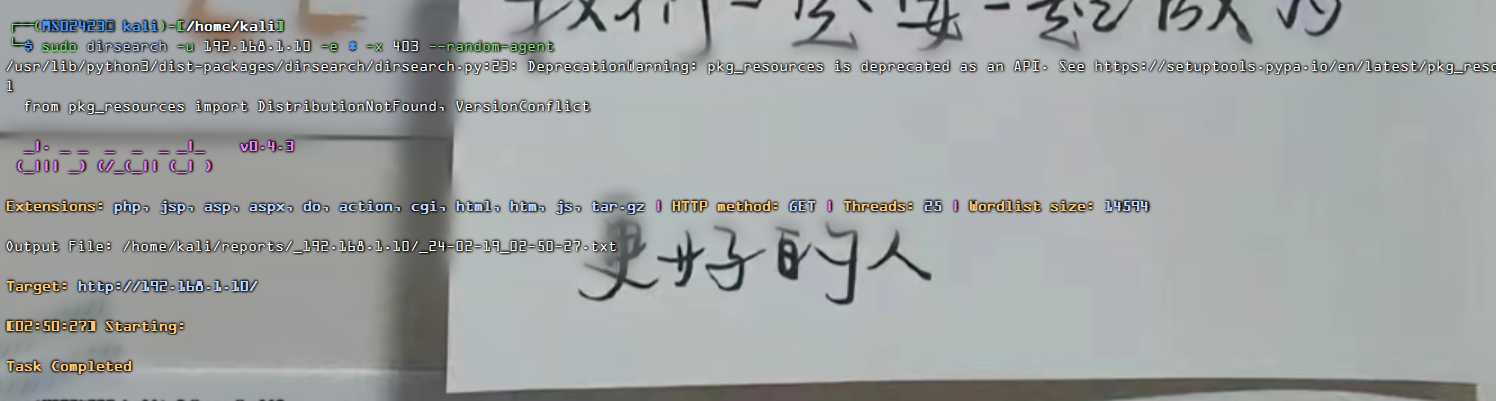 ┌──(MS02423㉿kali)-[/home/kali]
└─$ sudo dirsearch -u 192.168.1.10 -e * -x 403 --random-agent
/usr/lib/python3/dist-packages/dirsearch/dirsearch.py:23: DeprecationWarning: pkg_resources is deprecated as an API. See https://setuptools.pypa.io/en/latest/pkg_reso
l
from pkg_resources import DistributionNotFound, VersionConflict
v0.4.3
Extensions: php, jsp, asp, aspx, do, action, cgi, html, htm, js, tar.gz | HTTP method: GET | Threads: 25 | Wordlist size: 14594
Output File: /home/kali/reports/_192.168.1.10/_24-02-19_02-50-27.txt
更好的人
Target: http://192.168.1.10/
[02:50:27] Starting:
Task Completed